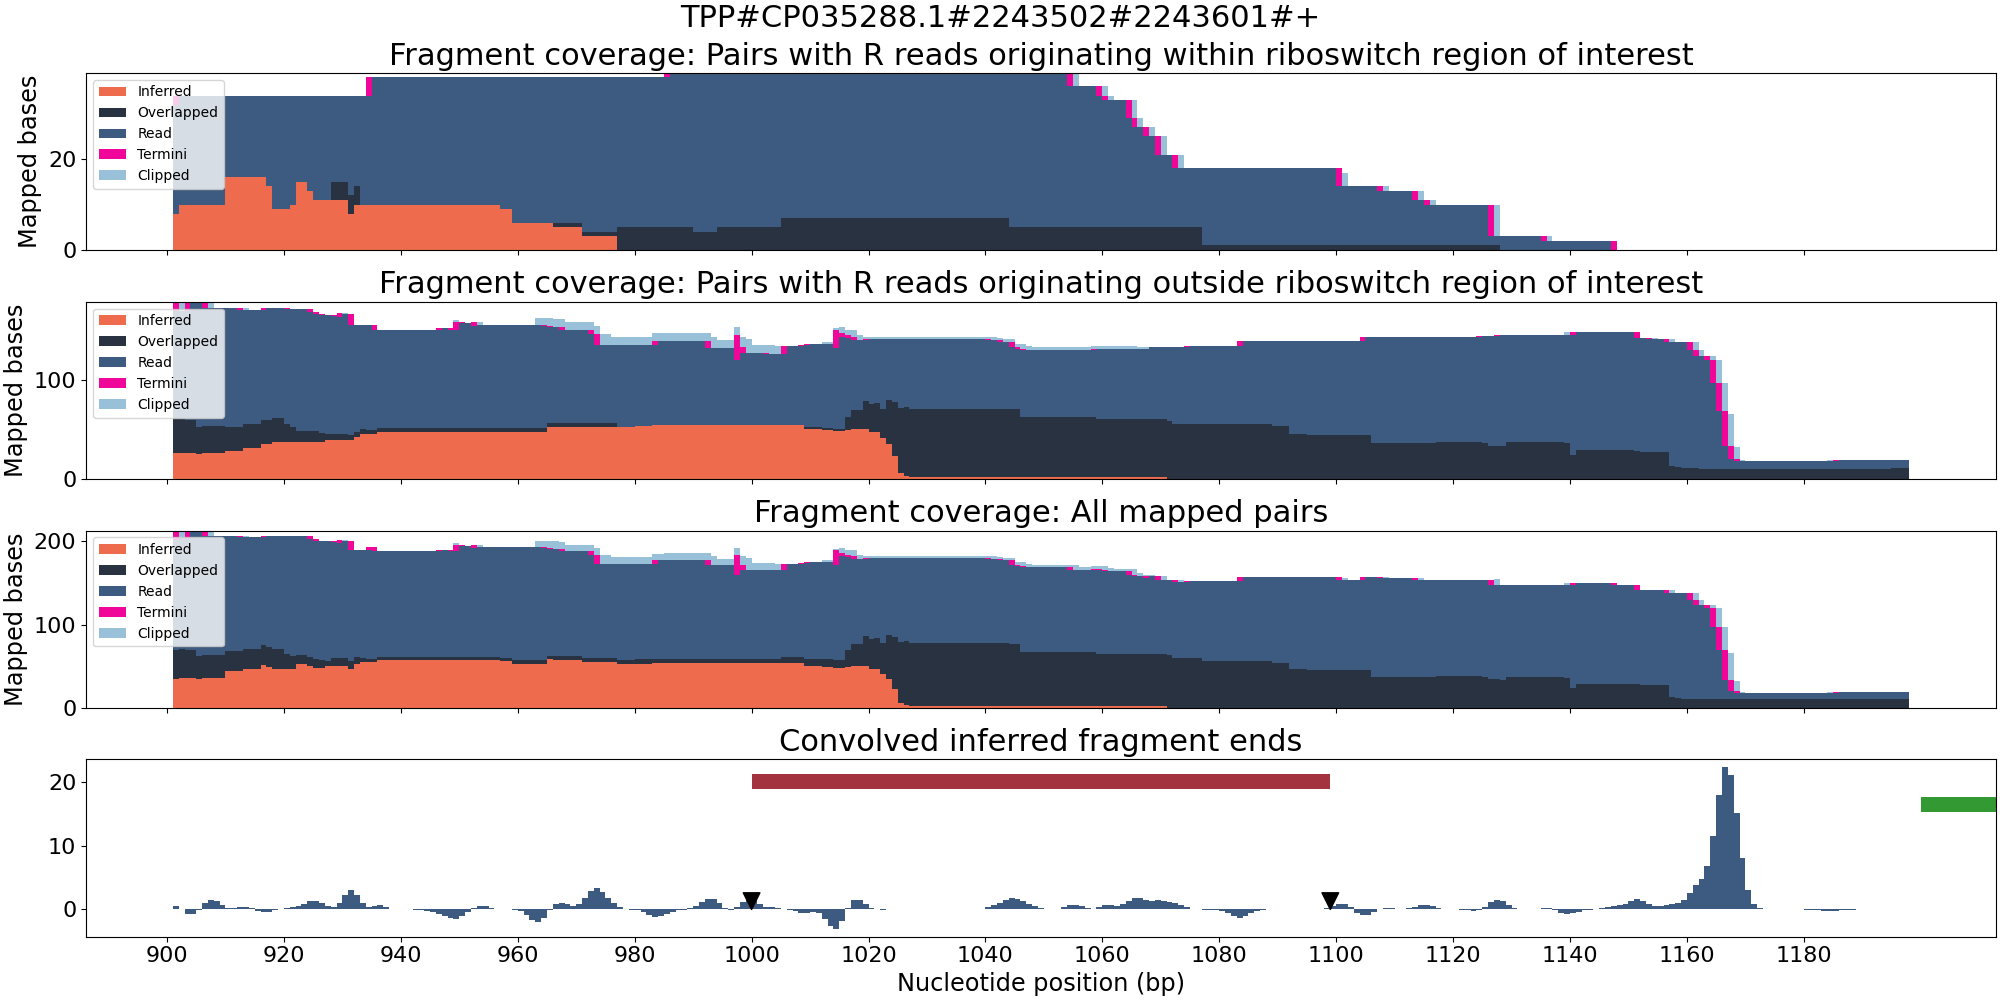 TPP#CP035288.1#2243502#2243601#+
Fragment coverage: Pairs with R reads originating within riboswitch region of interest
Mapped bases
20
0
Inferred
Overlapped
Read
Termini
Clipped
Fragment coverage: Pairs with R reads originating outside riboswitch region of interest
Mapped bases
100
0
Inferred
Overlapped
Read
Termini
Clipped
Fragment coverage: All mapped pairs
Mapped bases
200
100
0
Inferred
Overlapped
Read
Termini
Clipped
Convolved inferred fragment ends
20
10
0
900 920 940 960 980 1000 1020 1040 1060 1080 1100 1120 1140 1160 1180
Nucleotide position (bp)